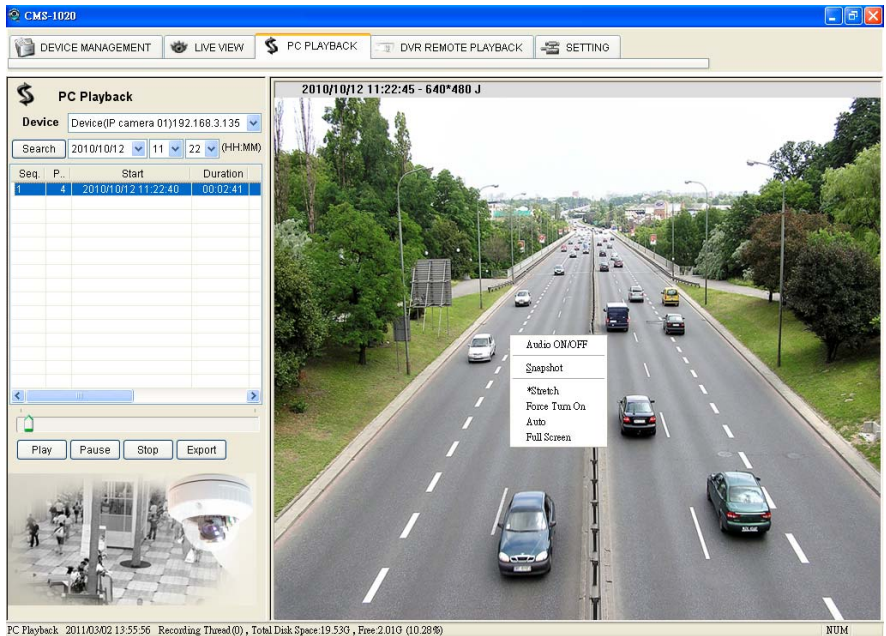 CMS-1020
DEVICE MANAGEMENT LIVE VIEW PC PLAYBACK DVR REMOTE PLAYBACK SETTING
PC Playback
Device Device(IP camera 01)192.168.3.135
Search 2010/10/12 11 22 (HH:MM)
Seq. P.. Start Duration
1 4 2010/10/12 11:22:40 00:02:41
Play Pause Stop Export
2010/10/12 11:22:45 - 640*480 J
Audio ON/OFF
Snapshot
*Stretch
Force Turn On
Auto
Full Screen
PC Playback 2011/03/02 13:55:56 Recording Thread(0) , Total Disk Space:19.53G , Free:2.01G (10.28%) NUM